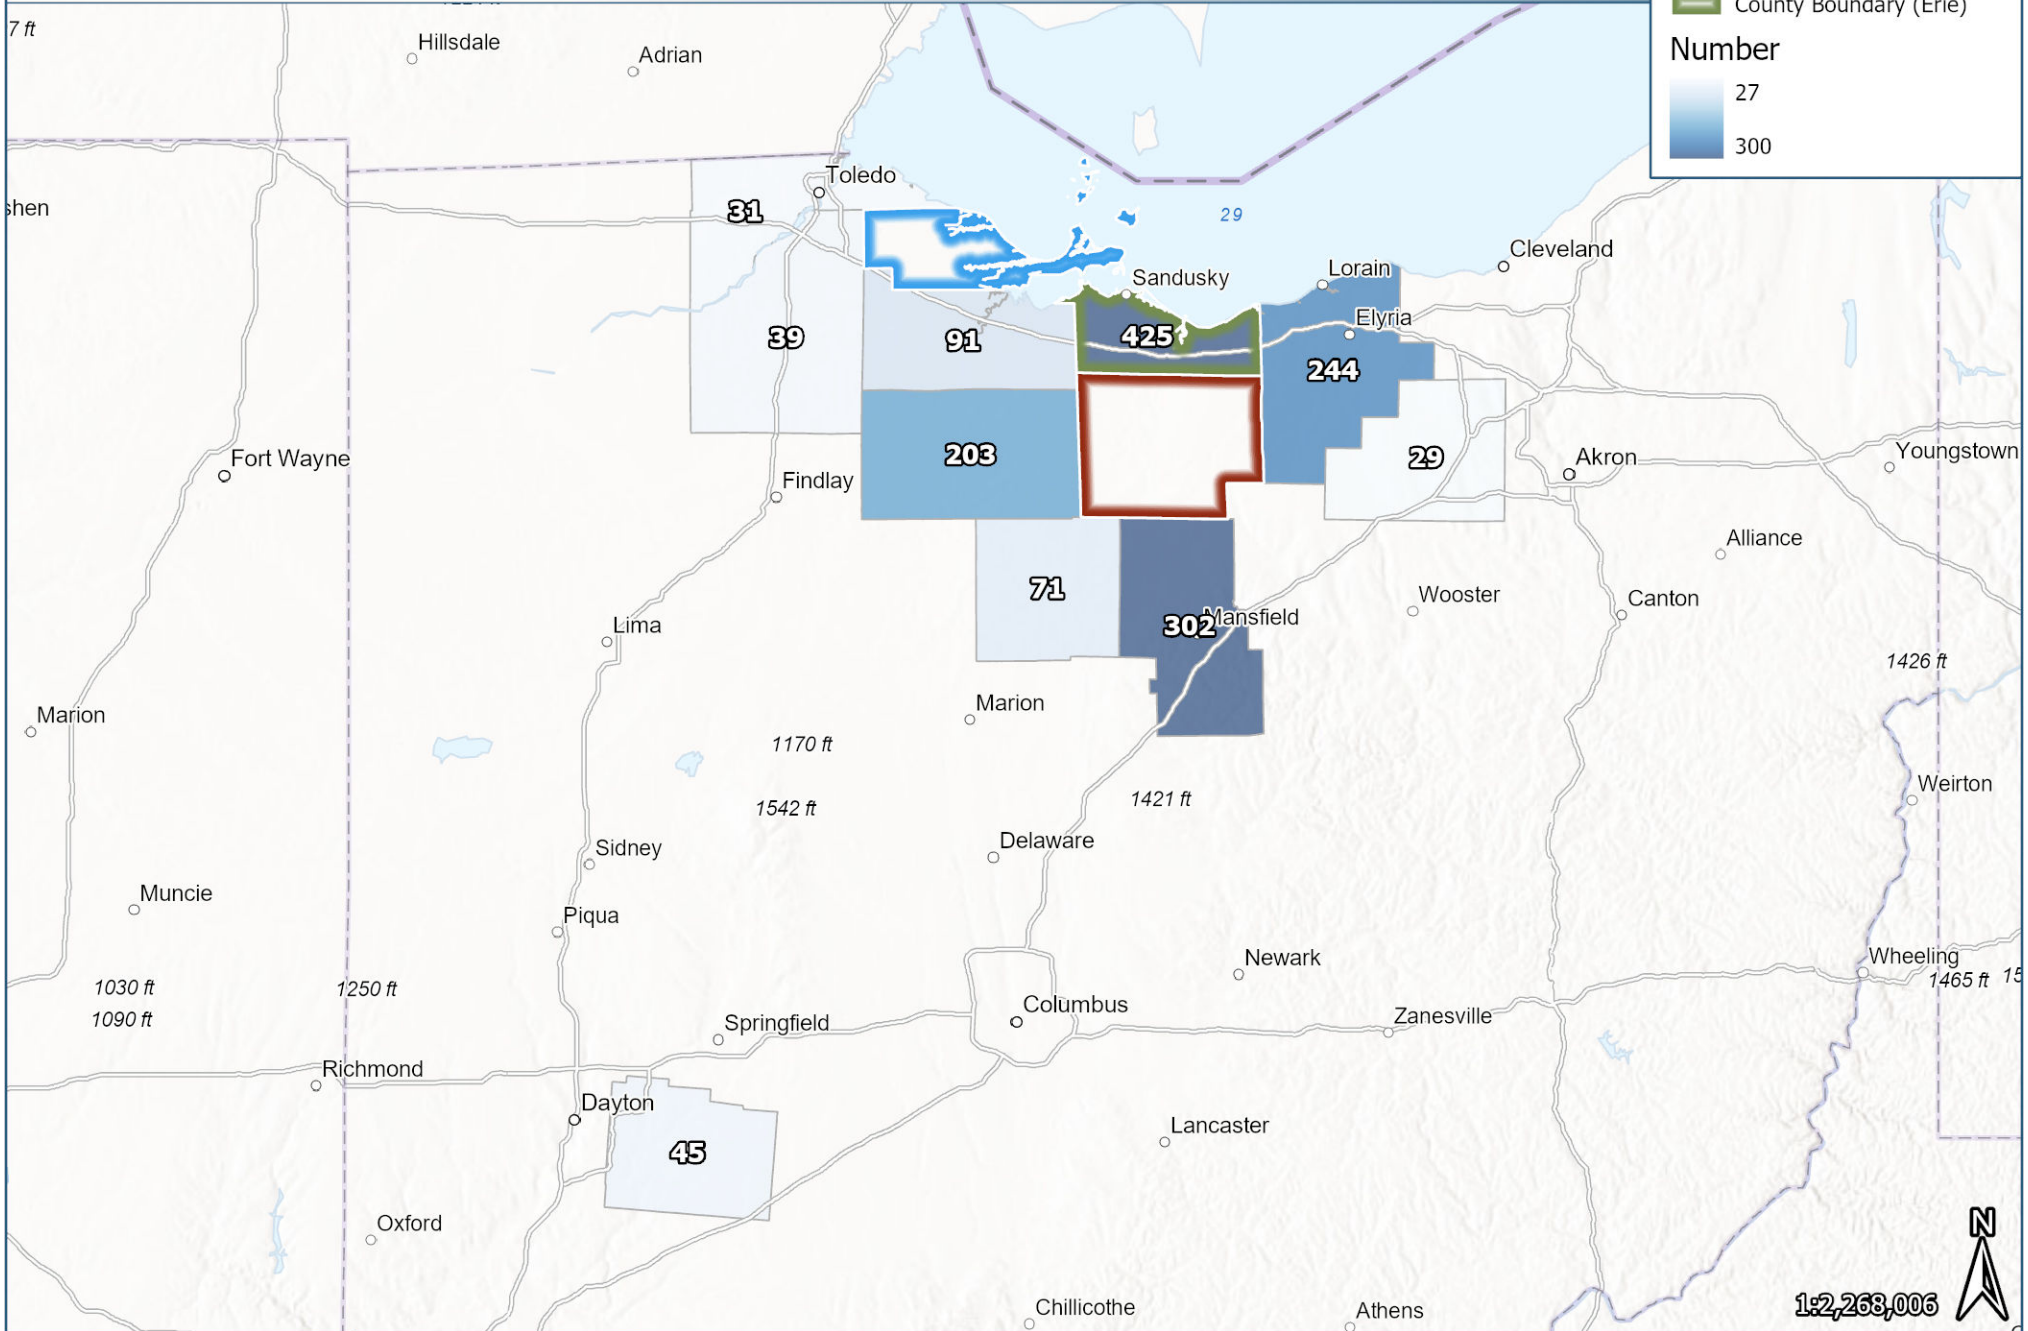 County Boundary (Erie)
Number
27
300
7 ft
Hillsdale
Adrian
Toledo
31
29
Cleveland
Sandusky
Lorain
Elyria
39
91
425
244
203
29
Fort Wayne
Findlay
Akron
Youngstown
Alliance
71
302
Mansfield
Wooster
Canton
Lima
1426 ft
Marion
Marion
1170 ft
1542 ft
1421 ft
Weirton
Delaware
Sidney
Muncie
Piqua
Newark
Wheeling
1465 ft
1030 ft
1250 ft
1090 ft
Columbus
Springfield
Zanesville
Richmond
Dayton
Lancaster
45
Oxford
N
Chillicothe
Athens
1:2,268,006